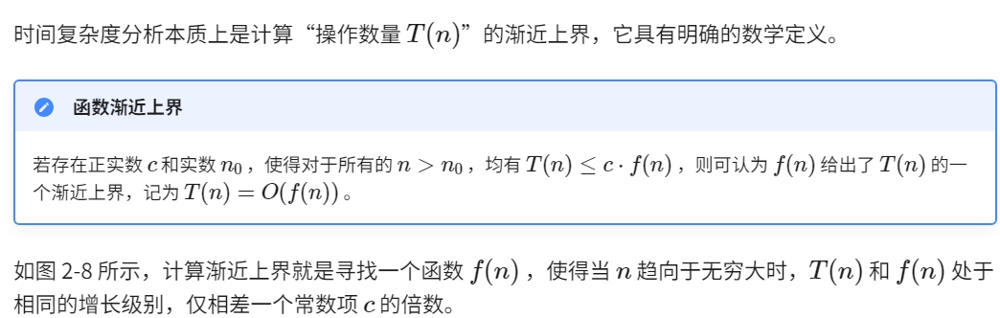 时间复杂度分析本质上是计算“操作数量 T(n)”的渐近上界，它具有明确的数学定义。
函数渐近上界
若存在正实数 c 和实数 n₀ ，使得对于所有的 n > n₀ ，均有 T(n) ≤ c · f(n) ，则可认为 f(n) 给出了 T(n) 的一
个渐近上界，记为 T(n) = O(f(n)) 。
如图 2-8 所示，计算渐近上界就是寻找一个函数 f(n) ，使得当 n 趋向于无穷大时，T(n) 和 f(n) 处于
相同的增长级别，仅相差一个常数项 c 的倍数。